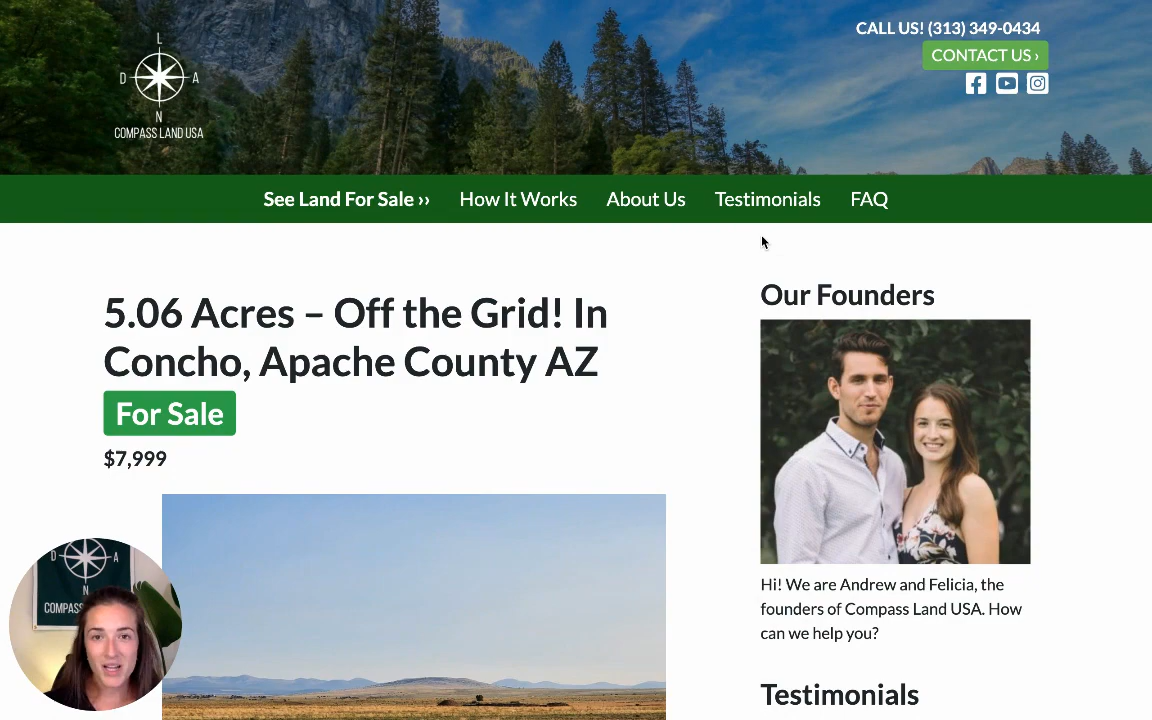 L
D A
N
COMPASS LAND USA
CALL US! (313) 349-0434
CONTACT US ›
See Land For Sale ›› How It Works About Us Testimonials FAQ
5.06 Acres – Off the Grid! In
Concho, Apache County AZ
For Sale
$7,999
Our Founders
Hi! We are Andrew and Felicia, the
founders of Compass Land USA. How
can we help you?
Testimonials
D A
N
COMPASS